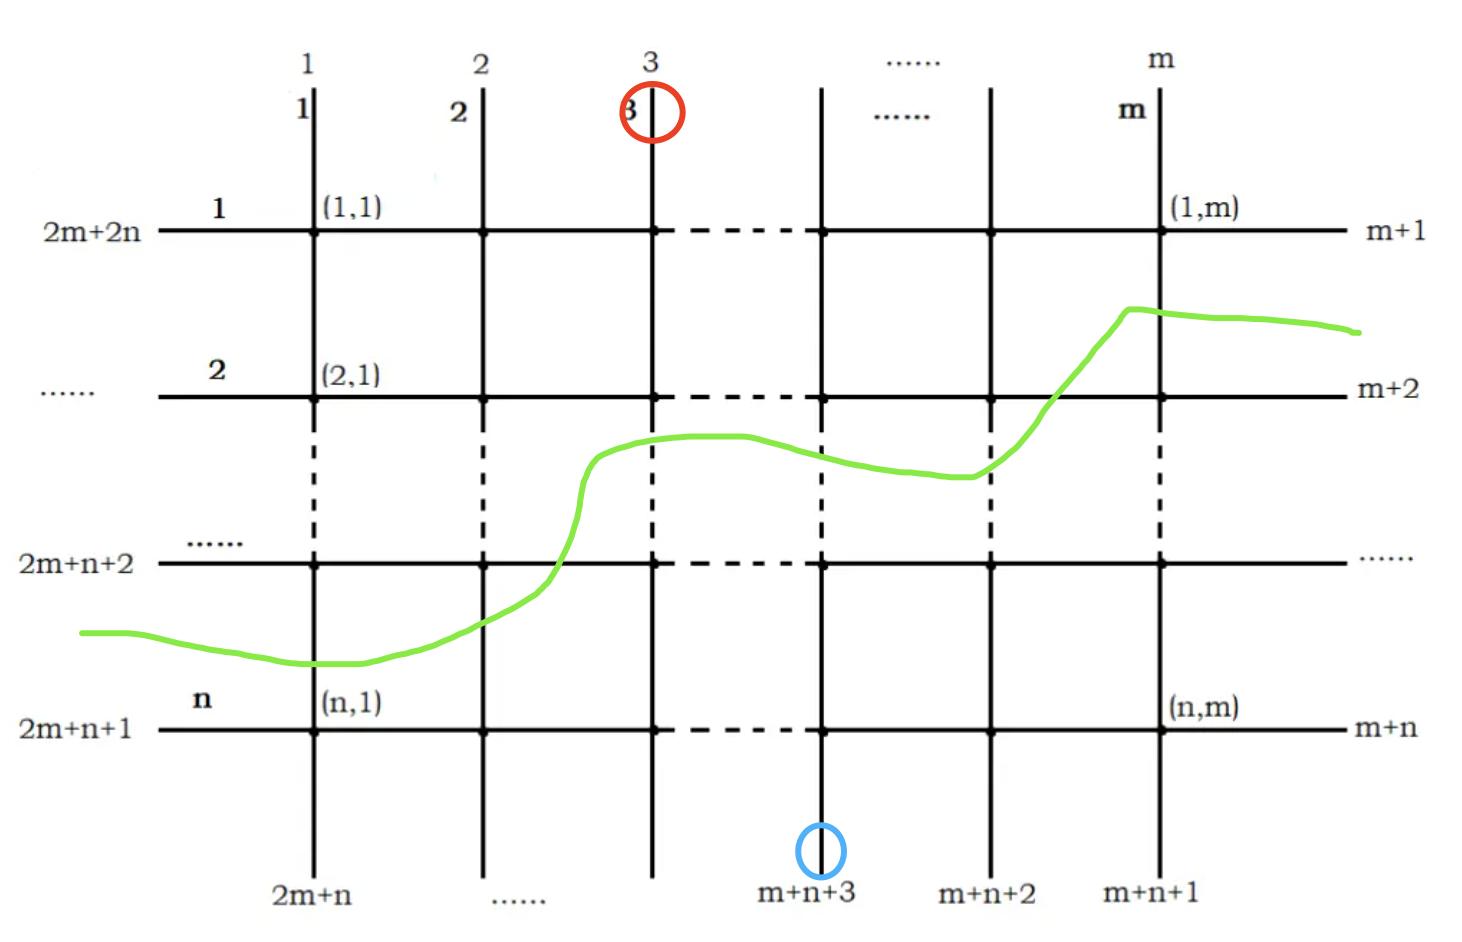 1 2 3 ...... m
1 2 3 ...... m
1 (1,1) (1,m)
2m+2n m+1
2 (2,1)
...... m+2
......
2m+n+2 ......
n (n,1) (n,m)
2m+n+1 m+n
2m+n ...... m+n+3 m+n+2 m+n+1